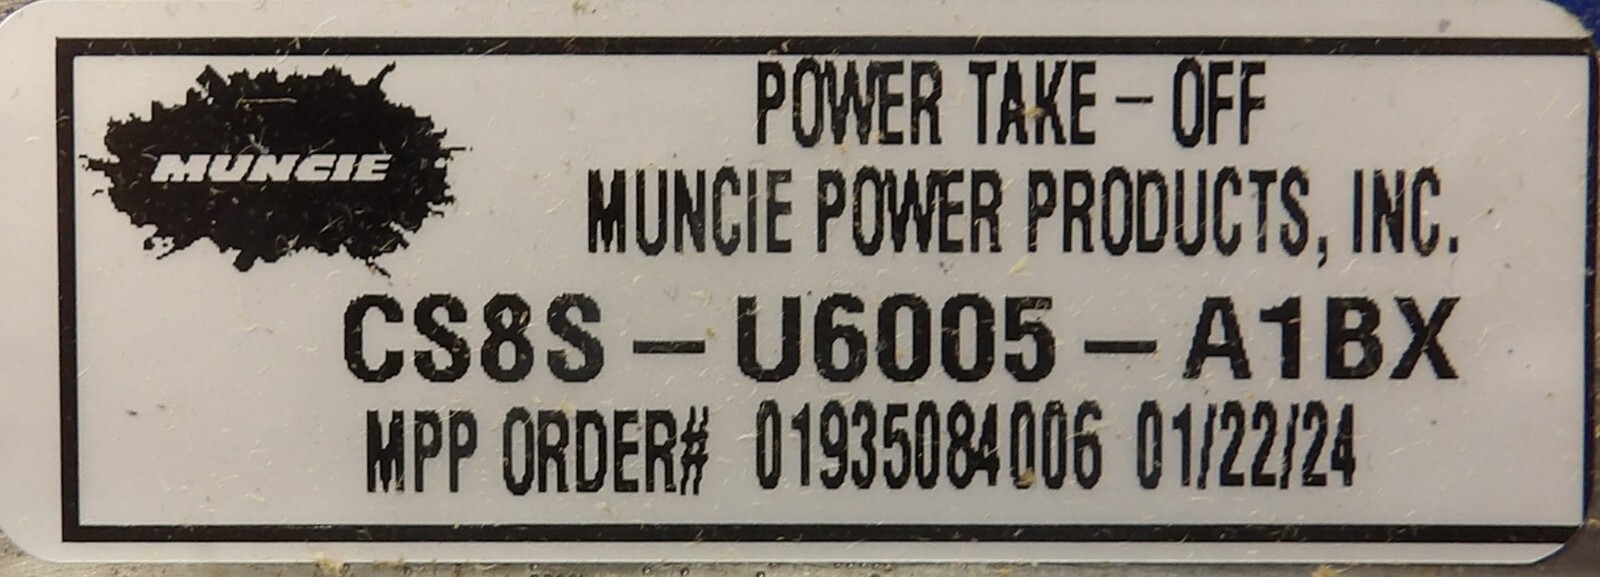 MUNCIE
POWER TAKE - OFF
MUNCIE POWER PRODUCTS, INC.
CS8S - U6005 - A1BX
MPP ORDER# 01935084006 01/22/24